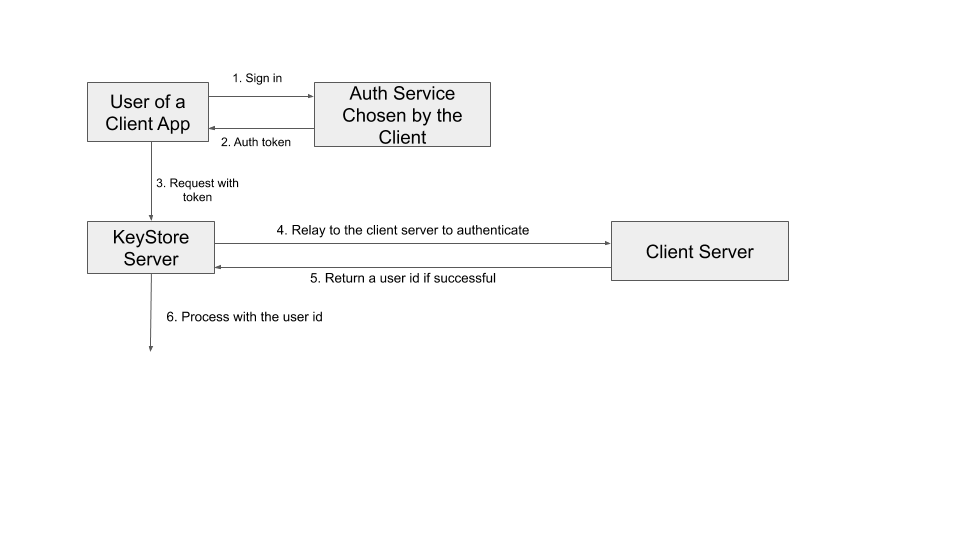 1. Sign in
User of a
Client App
Auth Service
Chosen by the
Client
2. Auth token
3. Request with
token
KeyStore
Server
4. Relay to the client server to authenticate
Client Server
5. Return a user id if successful
6. Process with the user id